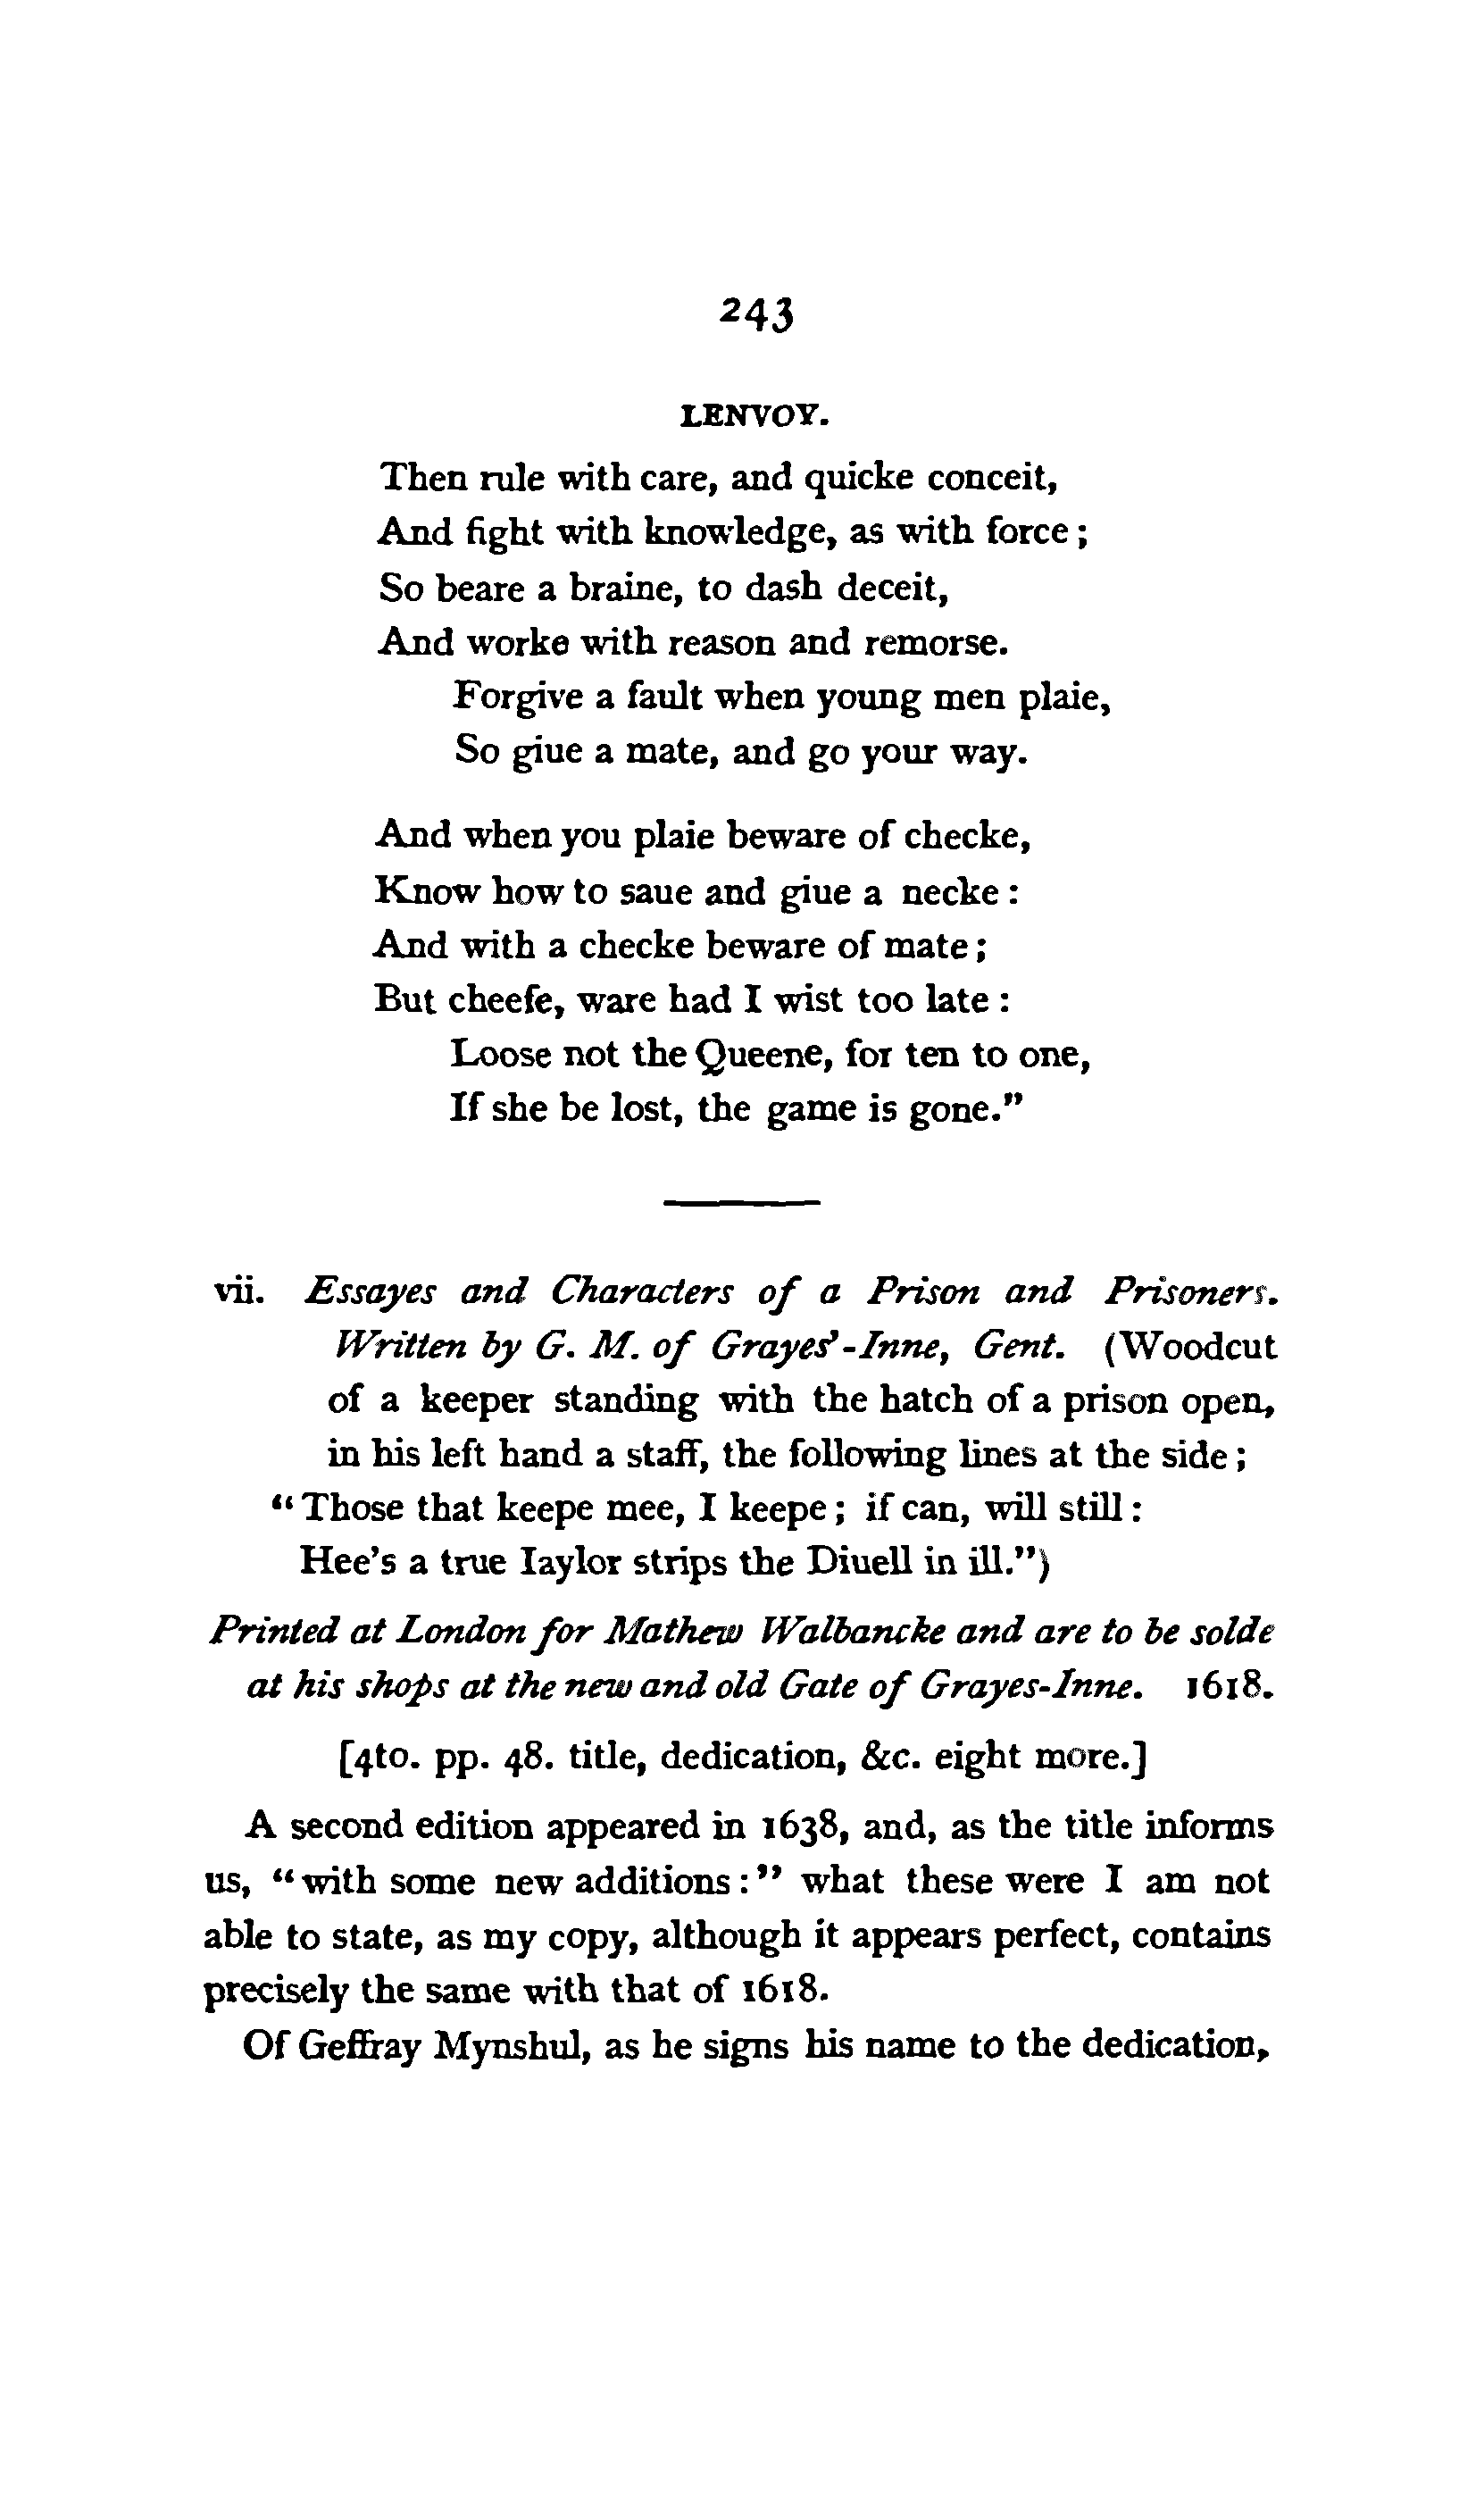 243
LENVOY.
Then rule with care, and quicke conceit,
And fight with knowledge, as with force ;
So beare a braine, to dash deceit,
And worke with reason and remorse.
Forgive a fault when young men plaie,
So giue a mate, and go your way.
And when you plaie beware of checke,
Know how to saue and giue a necke :
And with a checke beware of mate ;
But cheefe, ware had I wist too late :
Loose not the Queene, for ten to one,
If she be lost, the game is gone."
vii. Essayes and Characters of a Prison and Prisoners.
Written by G. M. of Grayes'-Inne, Gent. (Woodcut
of a keeper standing with the hatch of a prison open,
in his left hand a staff, the following lines at the side ;
"Those that keepe mee, I keepe ; if can, will still :
Hee's a true Iaylor strips the Diuell in ill.")
Printed at London for Mathew Walbancke and are to be solde
at his shops at the new and old Gate of Grayes-Inne. 1618.
[4to. pp. 48. title, dedication, &c. eight more.]
A second edition appeared in 1638, and, as the title informs
us, "with some new additions :" what these were I am not
able to state, as my copy, although it appears perfect, contains
precisely the same with that of 1618.
Of Geffray Mynshul, as he signs his name to the dedication,